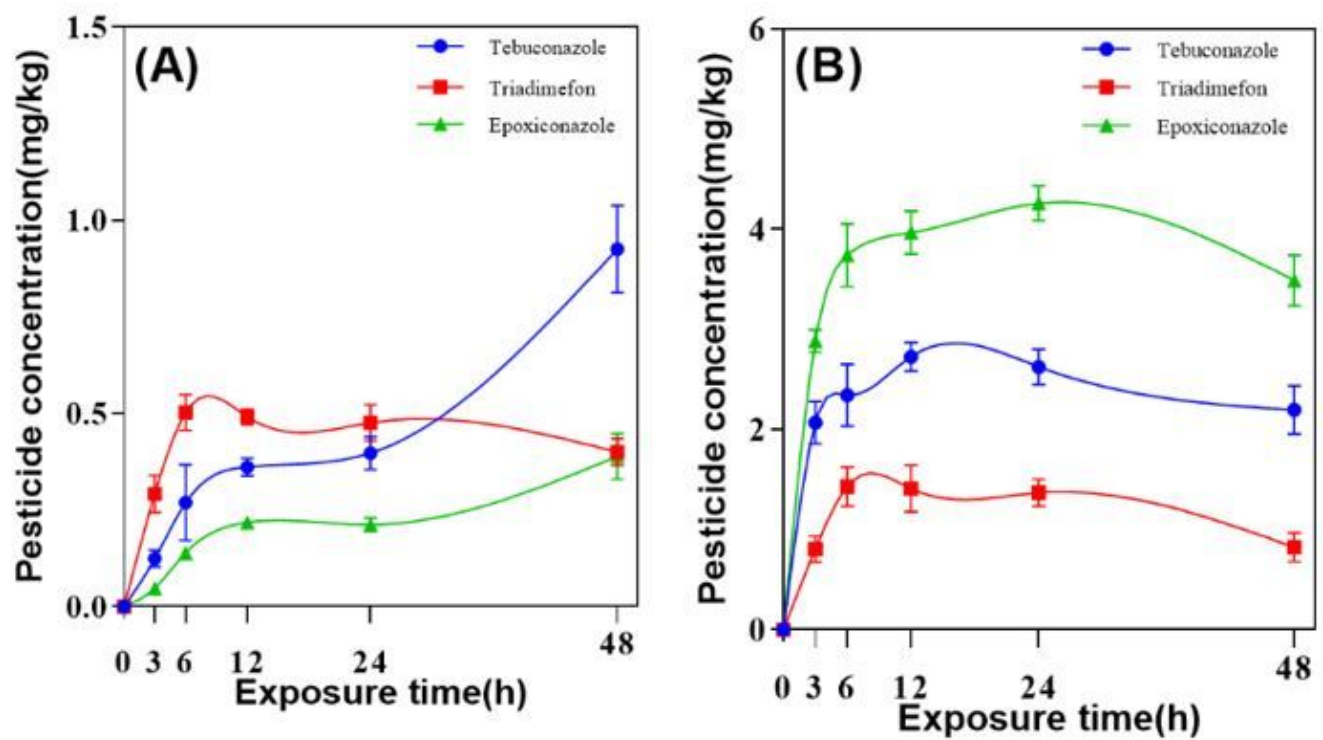 (A)
Tebuconazole
Triadimefon
Epoxiconazole
Pesticide concentration(mg/kg)
1.5
1.0
0.5
0.0
0 3 6 12 24 48
Exposure time(h)
(B)
Tebuconazole
Triadimefon
Epoxiconazole
Pesticide concentration(mg/kg)
6
4
2
0
0 3 6 12 24 48
Exposure time(h)